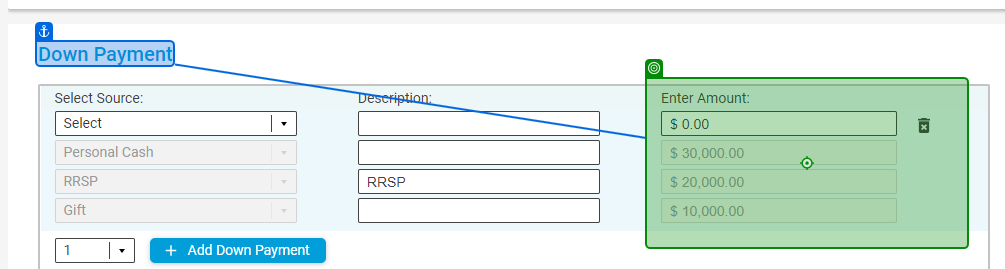 Down Payment
Select Source: Description: Enter Amount:
Select $ 0.00
Personal Cash $ 30,000.00
RRSP RRSP $ 20,000.00
Gift $ 10,000.00
1 + Add Down Payment